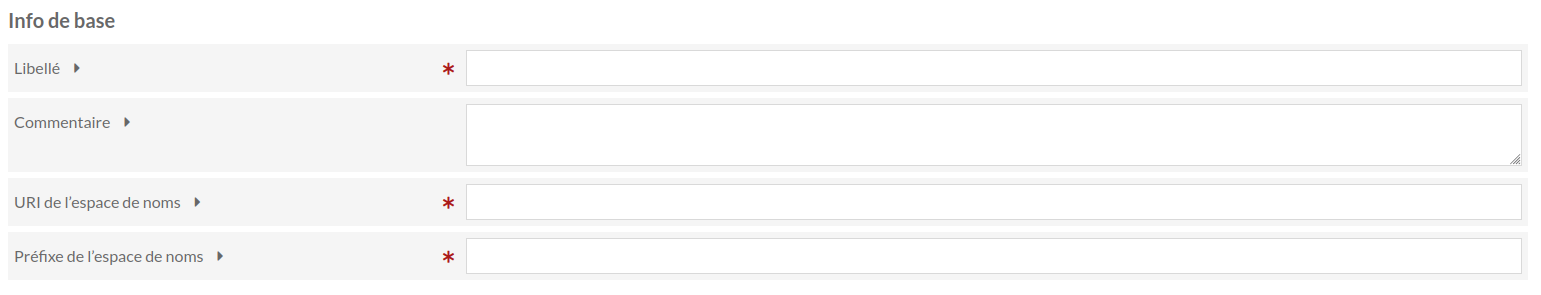 Info de base
Libellé
*
Commentaire
URI de l’espace de noms
*
Préfixe de l’espace de noms
*